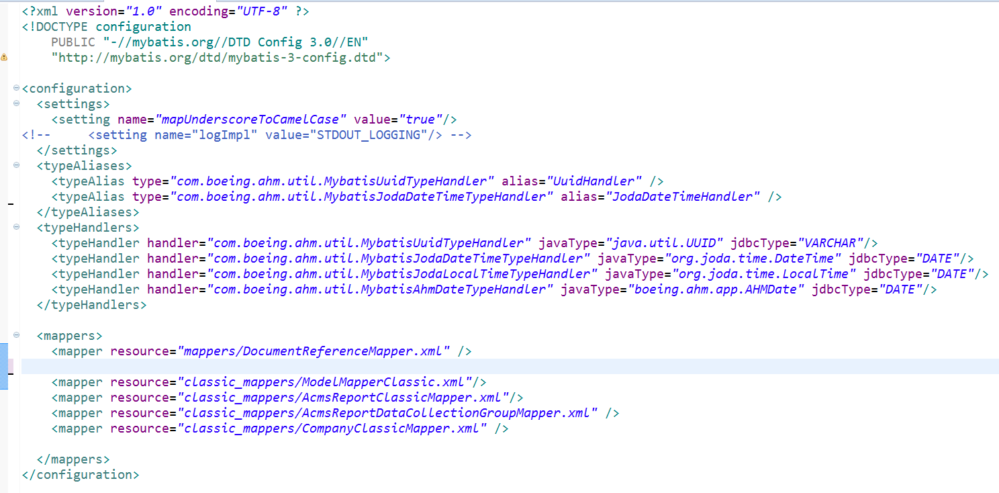 <?xml version="1.0" encoding="UTF-8" ?>
<!DOCTYPE configuration
    PUBLIC "-//mybatis.org//DTD Config 3.0//EN"
    "http://mybatis.org/dtd/mybatis-3-config.dtd">
<configuration>
  <settings>
    <setting name="mapUnderscoreToCamelCase" value="true"/>
<!--     <setting name="logImpl" value="STDOUT_LOGGING"/> -->
  </settings>
  <typeAliases>
    <typeAlias type="com.boeing.ahm.util.MybatisUuidTypeHandler" alias="UuidHandler" />
    <typeAlias type="com.boeing.ahm.util.MybatisJodaDateTimeTypeHandler" alias="JodaDateTimeHandler" />
  </typeAliases>
  <typeHandlers>
    <typeHandler handler="com.boeing.ahm.util.MybatisUuidTypeHandler" javaType="java.util.UUID" jdbcType="VARCHAR"/>
    <typeHandler handler="com.boeing.ahm.util.MybatisJodaDateTimeTypeHandler" javaType="org.joda.time.DateTime" jdbcType="DATE"/>
    <typeHandler handler="com.boeing.ahm.util.MybatisJodaLocalTimeTypeHandler" javaType="org.joda.time.LocalTime" jdbcType="DATE"/>
    <typeHandler handler="com.boeing.ahm.util.MybatisAhmDateTypeHandler" javaType="boeing.ahm.app.AHMDate" jdbcType="DATE"/>
  </typeHandlers>
  <mappers>
    <mapper resource="mappers/DocumentReferenceMapper.xml" />
    <mapper resource="classic_mappers/ModelMapperClassic.xml"/>
    <mapper resource="classic_mappers/AcmsReportClassicMapper.xml"/>
    <mapper resource="classic_mappers/AcmsReportDataCollectionGroupMapper.xml" />
    <mapper resource="classic_mappers/CompanyClassicMapper.xml" />
  </mappers>
</configuration>